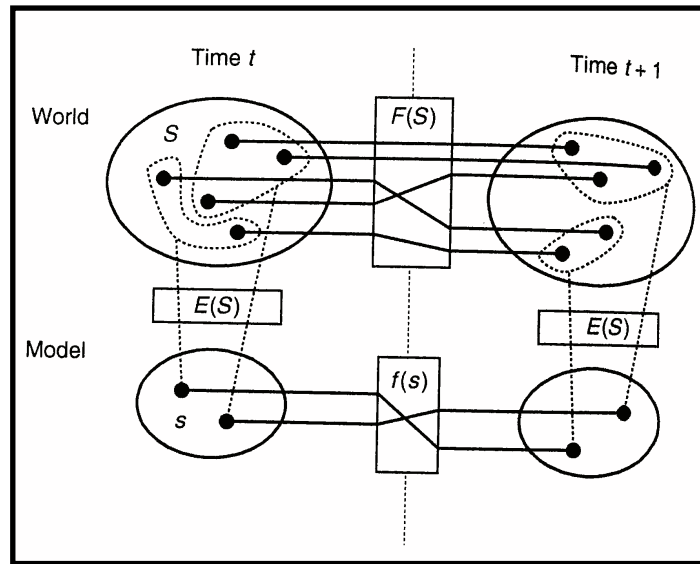 Time t
Time t + 1
World
S
F(S)
E(S)
E(S)
Model
s
f(s)